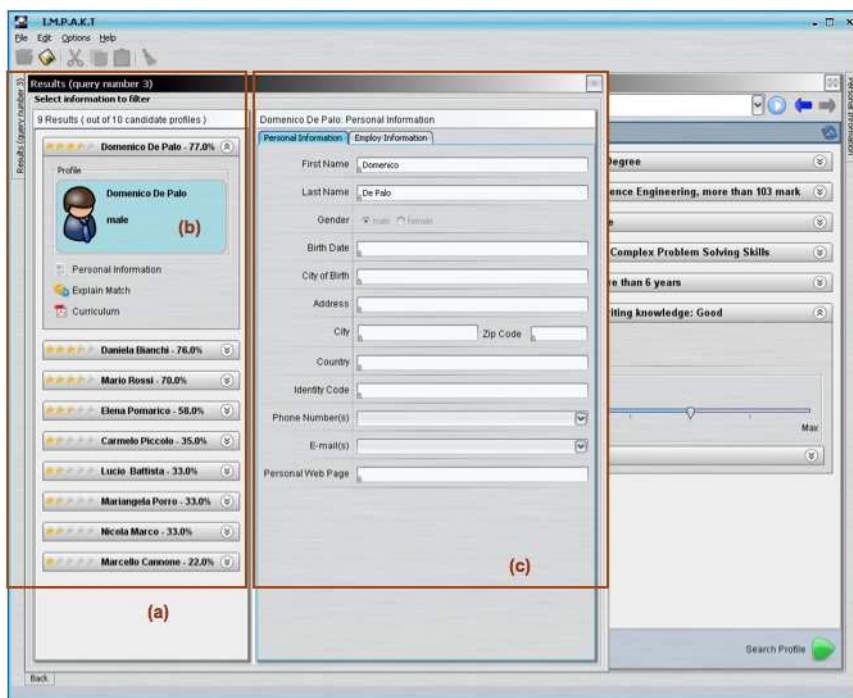 I.M.P.A.K.T
File Edit Options Help
Results (query number 3)
Results (query number 3)
Select information to filter
9 Results ( out of 10 candidate profiles )
Domenico De Palo - 77.0%
Profile
Domenico De Palo
male
(b)
Personal Information
Explain Match
Curriculum
Daniela Bianchi - 76.0%
Mario Rossi - 70.0%
Elena Pomarico - 58.0%
Carmelo Piccolo - 35.0%
Lucio Battista - 33.0%
Mariangela Porro - 33.0%
Nicola Marco - 33.0%
Marcello Cannone - 22.0%
(a)
Domenico De Palo: Personal Information
Personal Information Employ Information
First Name Domenico
Last Name De Palo
Gender male female
Birth Date
City of Birth
Address
City Zip Code
Country
Identity Code
Phone Number(s)
E-mail(s)
Personal Web Page
(c)
Personal Information
Degree
ence Engineering, more than 103 mark
e
Complex Problem Solving Skills
re than 6 years
riting knowledge: Good
Max
Search Profile
Back